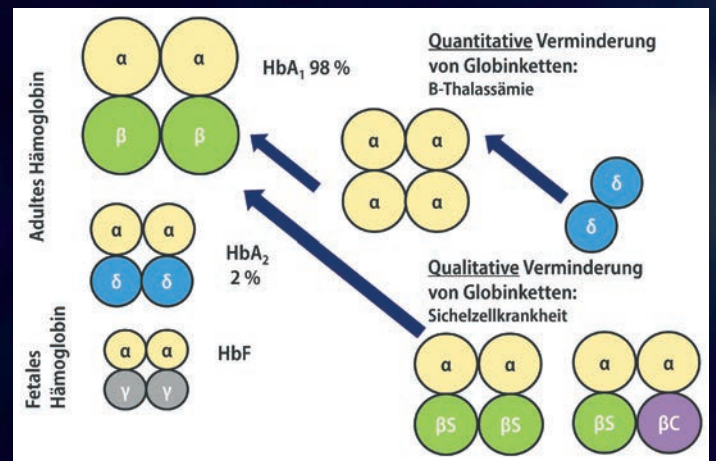 Adultes Hämoglobin
α α
β β
HbA₁ 98 %
α α
δ δ
HbA₂
2 %
Fetales
Hämoglobin
α α
γ γ
HbF
Quantitative Verminderung
von Globinketten:
B-Thalassämie
α α
α α
δ
δ
Qualitative Verminderung
von Globinketten:
Sichelzellkrankheit
α α
βS βS
α α
βS βC